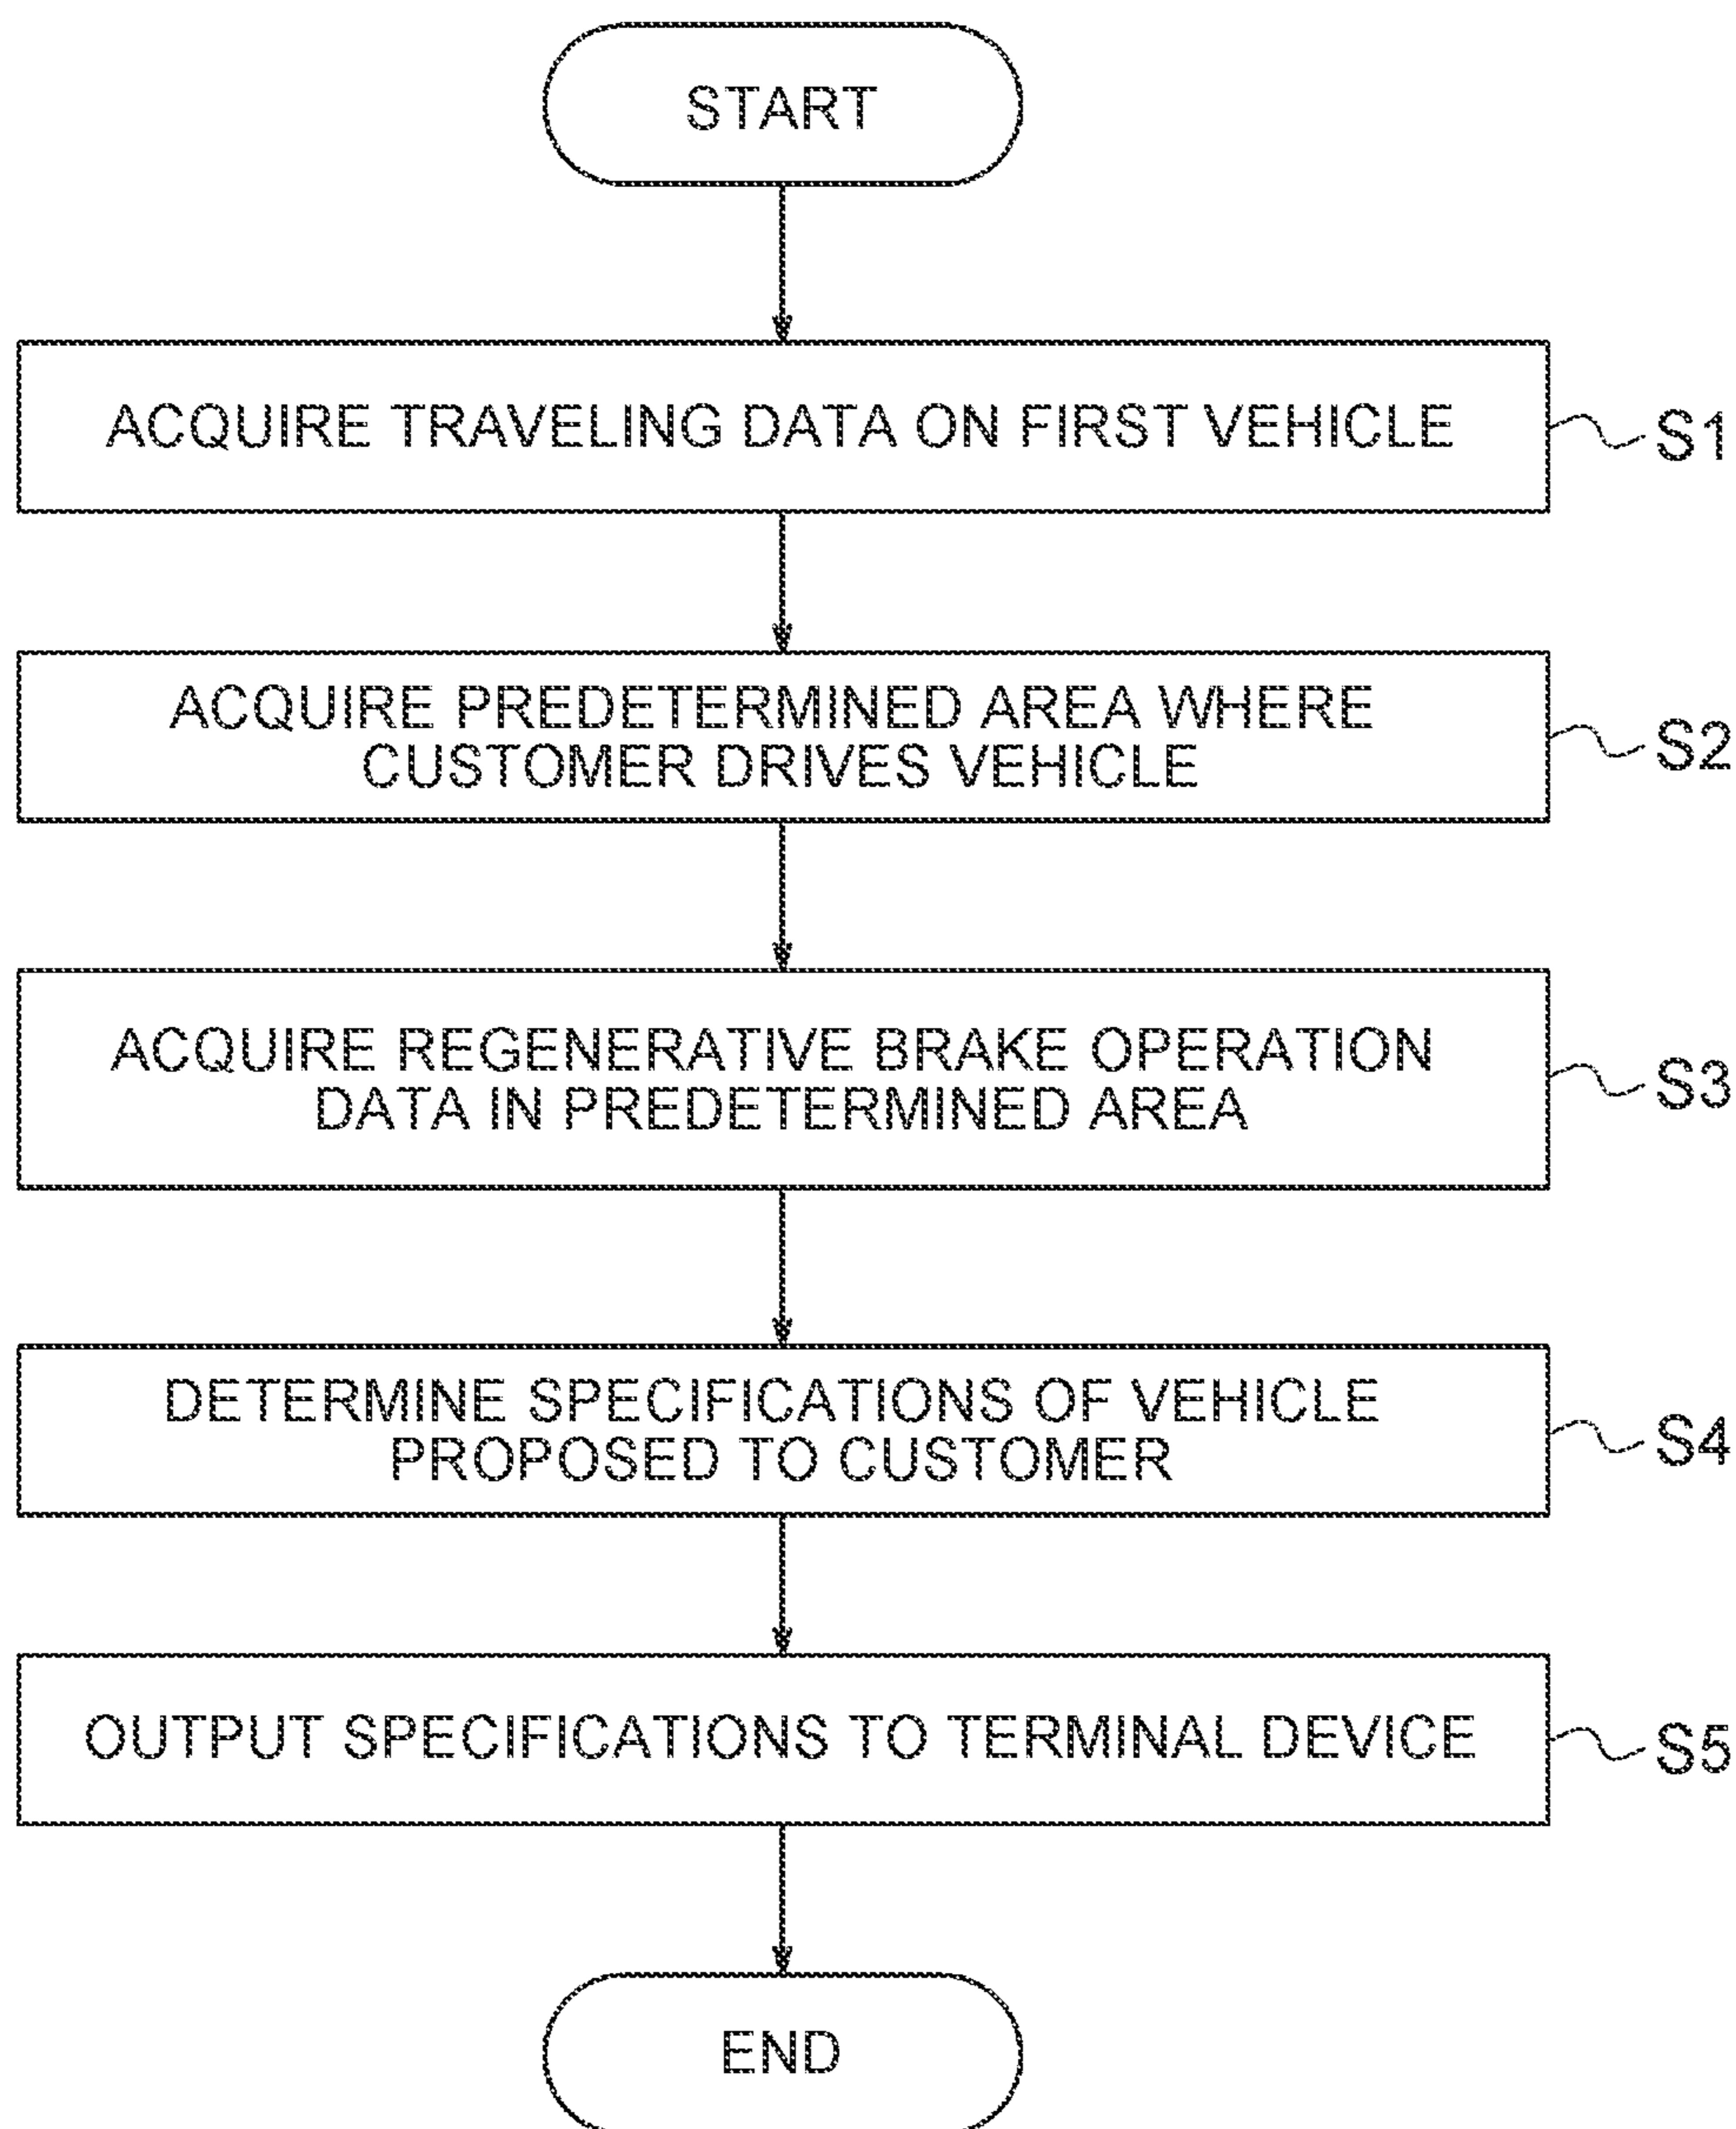 START
ACQUIRE TRAVELING DATA ON FIRST VEHICLE
S1
ACQUIRE PREDETERMINED AREA WHERE
CUSTOMER DRIVES VEHICLE
S2
ACQUIRE REGENERATIVE BRAKE OPERATION
DATA IN PREDETERMINED AREA
S3
DETERMINE SPECIFICATIONS OF VEHICLE
PROPOSED TO CUSTOMER
S4
OUTPUT SPECIFICATIONS TO TERMINAL DEVICE
S5
END